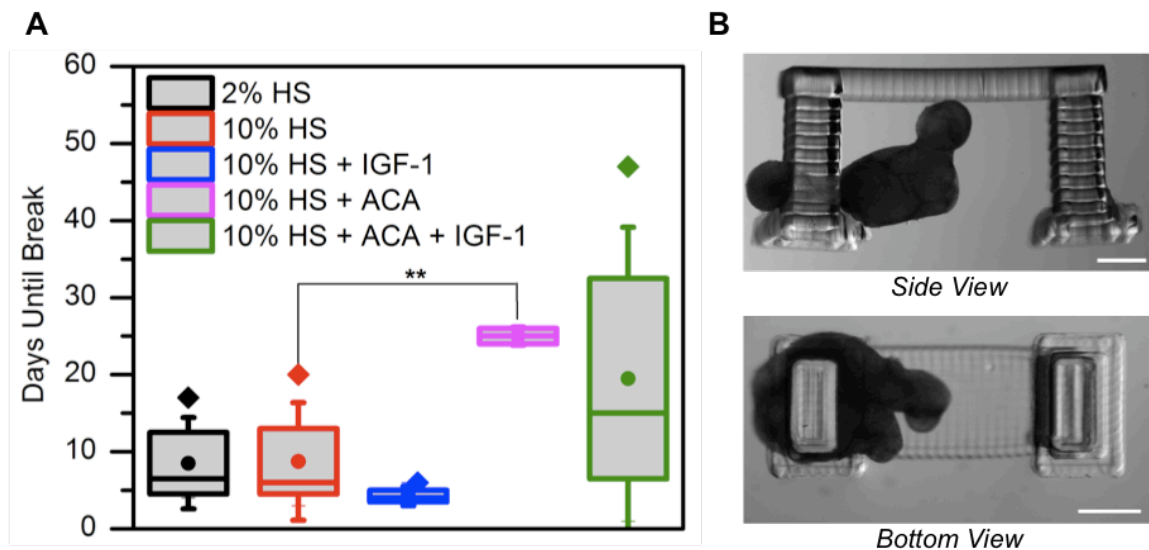 A
B
60
50
40
30
20
10
0
Days Until Break
2% HS
10% HS
10% HS + IGF-1
10% HS + ACA
10% HS + ACA + IGF-1
**
Side View
Bottom View